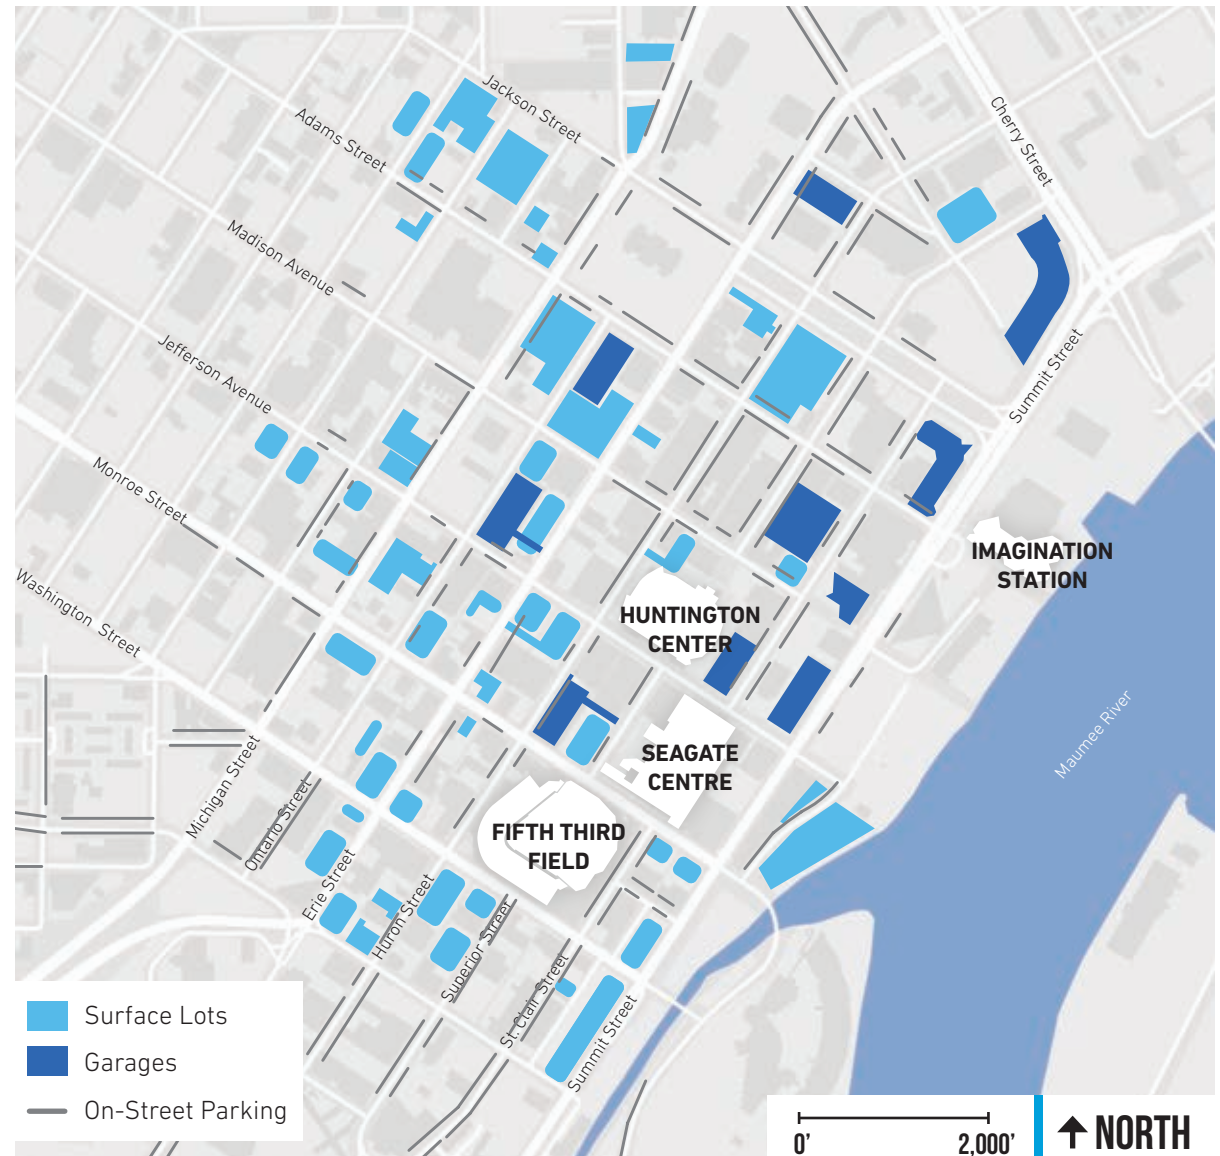 Jackson Street
Cherry Street
Adams Street
Madison Avenue
Summit Street
Jefferson Avenue
Monroe Street
IMAGINATION
STATION
Washington Street
HUNTINGTON
CENTER
Maumee River
SEAGATE
CENTRE
Michigan Street
Ontario Street
FIFTH THIRD
FIELD
Erie Street
Huron Street
Superior Street
St. Clair Street
Summit Street
Surface Lots
Garages
On-Street Parking
0' 2,000'
NORTH